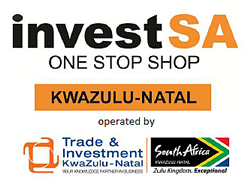 investSA
ONE STOP SHOP
KWAZULU-NATAL
operated by
Trade &
Investment
KwaZulu-Natal
YOUR KNOWLEDGE PARTNER IN BUSINESS
South Africa
KWAZULU-NATAL
Zulu Kingdom. Exceptional